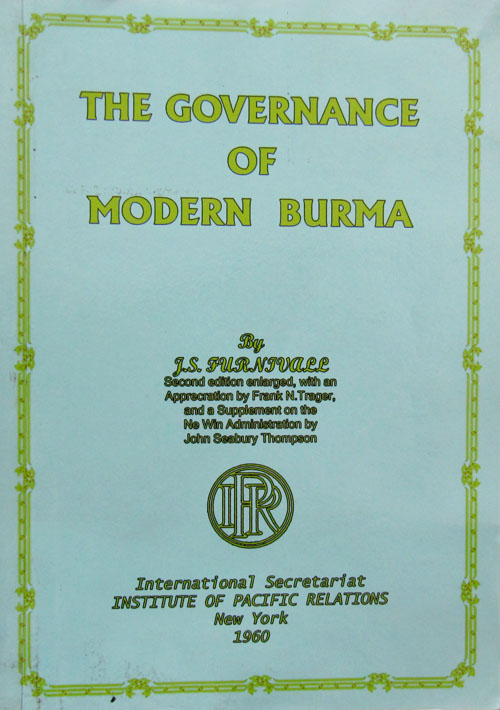 THE GOVERNANCE
OF
MODERN BURMA
By
J.S. FURNIVALL
Second edition enlarged, with an
Apprecration by Frank N.Trager,
and a Supplement on the
Ne Win Administration by
John Seabury Thompson
IPR
International Secretariat
INSTITUTE OF PACIFIC RELATIONS
New York
1960